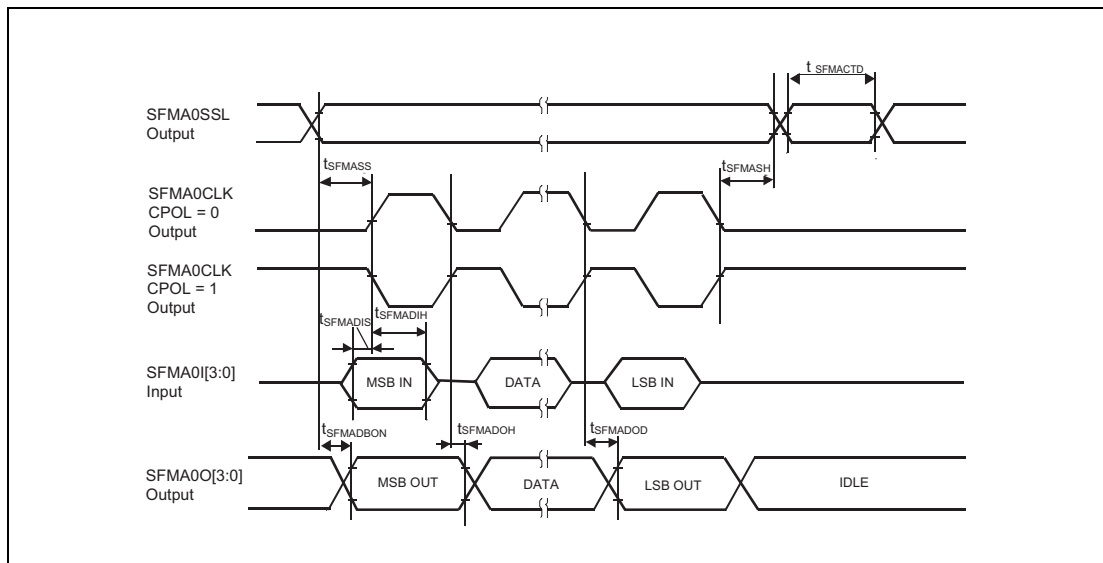 t SFMACTD
SFMA0SSL
Output
tSFMASS
tSFMASH
SFMA0CLK
CPOL = 0
Output
SFMA0CLK
CPOL = 1
Output
tSFMADIS
tSFMADIH
SFMA0I[3:0]
Input
MSB IN
DATA
LSB IN
tSFMADBON
tSFMADOH
tSFMADOD
SFMA0O[3:0]
Output
MSB OUT
DATA
LSB OUT
IDLE